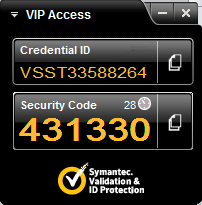 VIP Access
Credential ID
VSST33588264
Security Code 28
431330
Symantec.
Validation &
ID Protection